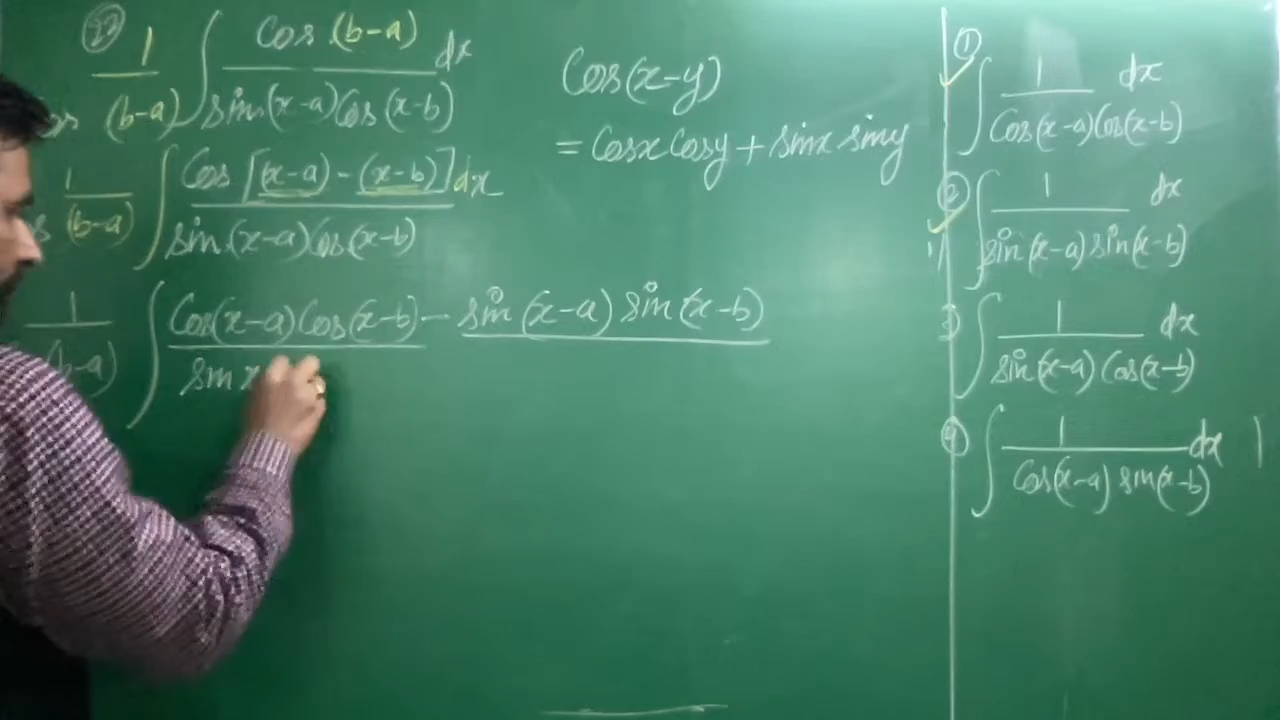 23
1 / (b-a) ∫ Cos (b-a) / sin(x-a) Cos (x-b) dx
1 / (b-a) ∫ Cos [(x-a) - (x-b)] / sin (x-a) Cos (x-b) dx
1 / (b-a) ∫ Cos(x-a) Cos(x-b) - sin (x-a) sin (x-b) / sin x
Cos(x-y)
= Cosx Cosy + sinx siny
① ∫ 1 / Cos(x-a) Cos(x-b) dx
② ∫ 1 / sin(x-a) sin(x-b) dx
3) ∫ 1 / sin(x-a) Cos(x-b) dx
④ ∫ 1 / Cos(x-a) sin(x-b) dx